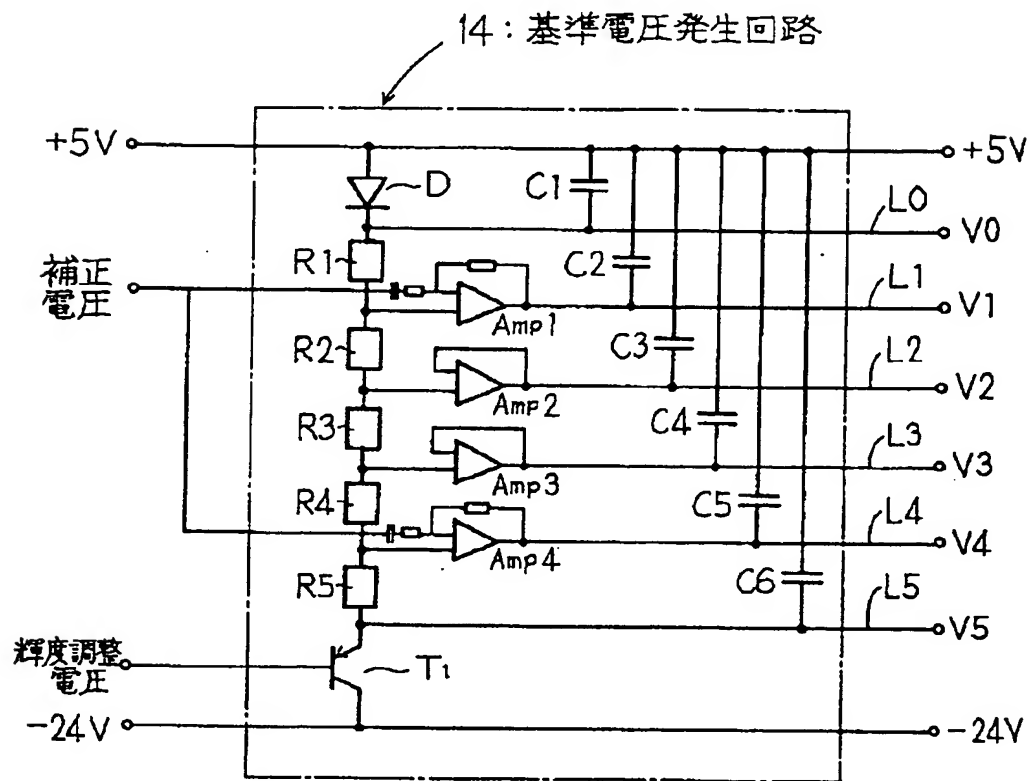 14：基準電圧発生回路
+5V
+5V
D
C1
L0
V0
R1
補正
電圧
C2
L1
V1
Amp1
R2
C3
L2
V2
Amp2
R3
C4
L3
V3
Amp3
R4
C5
L4
V4
Amp4
R5
C6
L5
V5
輝度調整
電圧
T1
-24V
-24V